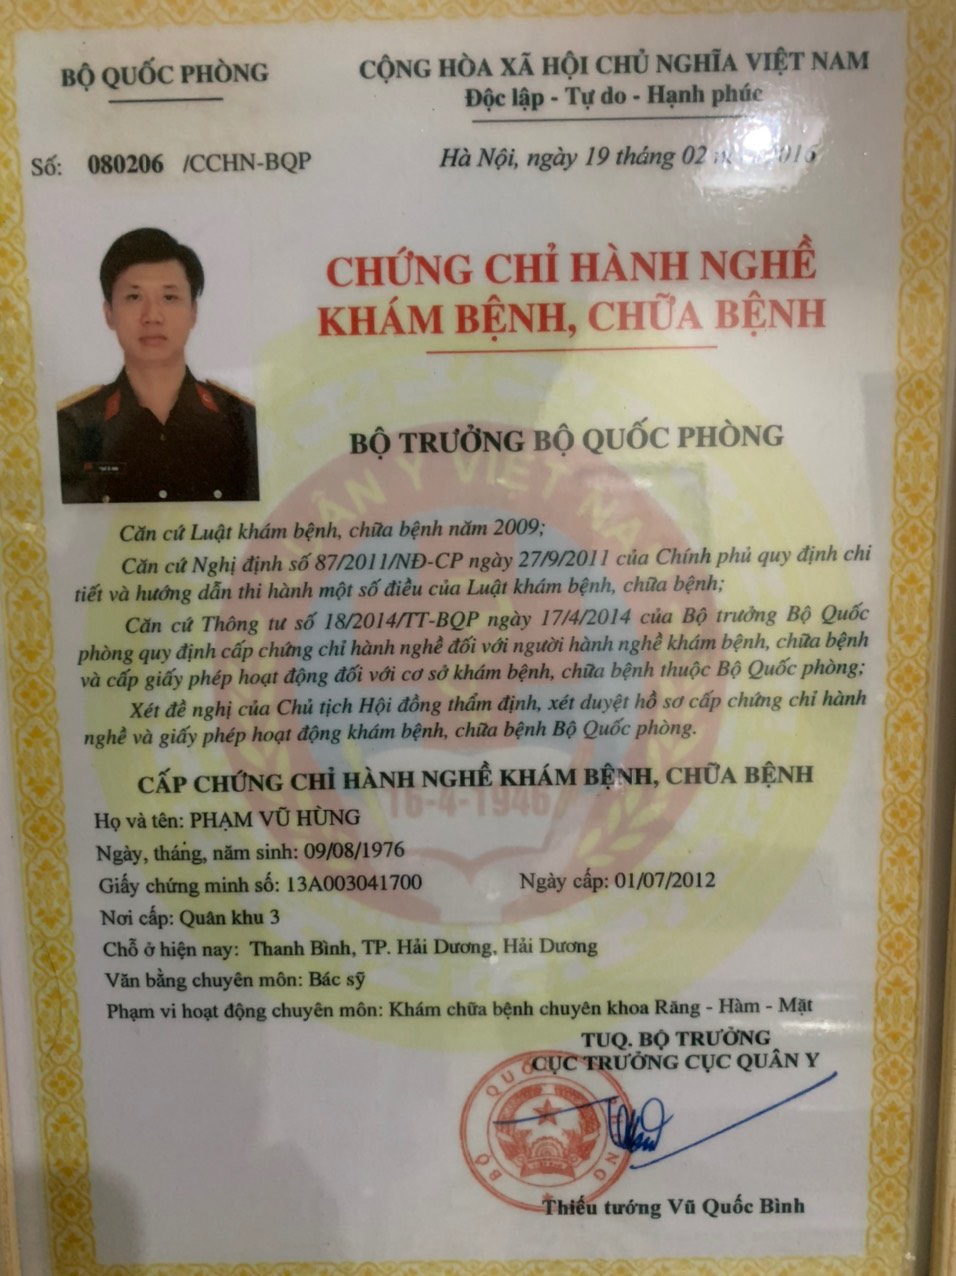 BỘ QUỐC PHÒNG
CỘNG HÒA XÃ HỘI CHỦ NGHĨA VIỆT NAM
Độc lập - Tự do - Hạnh phúc
Số: 080206 /CCHN-BQP
Hà Nội, ngày 19 tháng 02 2016
CHỨNG CHỈ HÀNH NGHỀ
KHÁM BỆNH, CHỮA BỆNH
BỘ TRƯỞNG BỘ QUỐC PHÒNG
QUÂN Y VIỆT NAM
Căn cứ Luật khám bệnh, chữa bệnh năm 2009;
Căn cứ Nghị định số 87/2011/NĐ-CP ngày 27/9/2011 của Chính phủ quy định chi
tiết và hướng dẫn thi hành một số điều của Luật khám bệnh, chữa bệnh;
Căn cứ Thông tư số 18/2014/TT-BQP ngày 17/4/2014 của Bộ trưởng Bộ Quốc
phòng quy định cấp chứng chỉ hành nghề đối với người hành nghề khám bệnh, chữa bệnh
và cấp giấy phép hoạt động đối với cơ sở khám bệnh, chữa bệnh thuộc Bộ Quốc phòng;
Xét đề nghị của Chủ tịch Hội đồng thẩm định, xét duyệt hồ sơ cấp chứng chỉ hành
nghề và giấy phép hoạt động khám bệnh, chữa bệnh Bộ Quốc phòng.
CẤP CHỨNG CHỈ HÀNH NGHỀ KHÁM BỆNH, CHỮA BỆNH
16-4-1946
Họ và tên: PHẠM VŨ HÙNG
Ngày, tháng, năm sinh: 09/08/1976
Giấy chứng minh số: 13A003041700
Ngày cấp: 01/07/2012
Nơi cấp: Quân khu 3
Chỗ ở hiện nay: Thanh Bình, TP. Hải Dương, Hải Dương
Văn bằng chuyên môn: Bác sỹ
Phạm vi hoạt động chuyên môn: Khám chữa bệnh chuyên khoa Răng - Hàm - Mặt
TUQ. BỘ TRƯỞNG
CỤC TRƯỞNG CỤC QUÂN Y
BỘ QUỐC PHÒNG
Thiếu tướng Vũ Quốc Bình